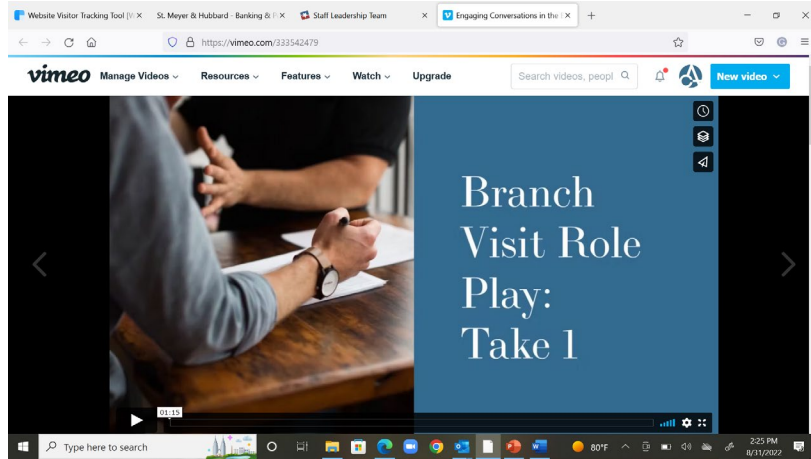 Website Visitor Tracking Tool [W
St. Meyer & Hubbard - Banking & Fi
Staff Leadership Team
Engaging Conversations in the
https://vimeo.com/333542479
vimeo Manage Videos Resources Features Watch Upgrade
Search videos, peopl
New video
Branch
Visit Role
Play:
Take 1
01:15
Type here to search
80°F
2:25 PM
8/31/2022